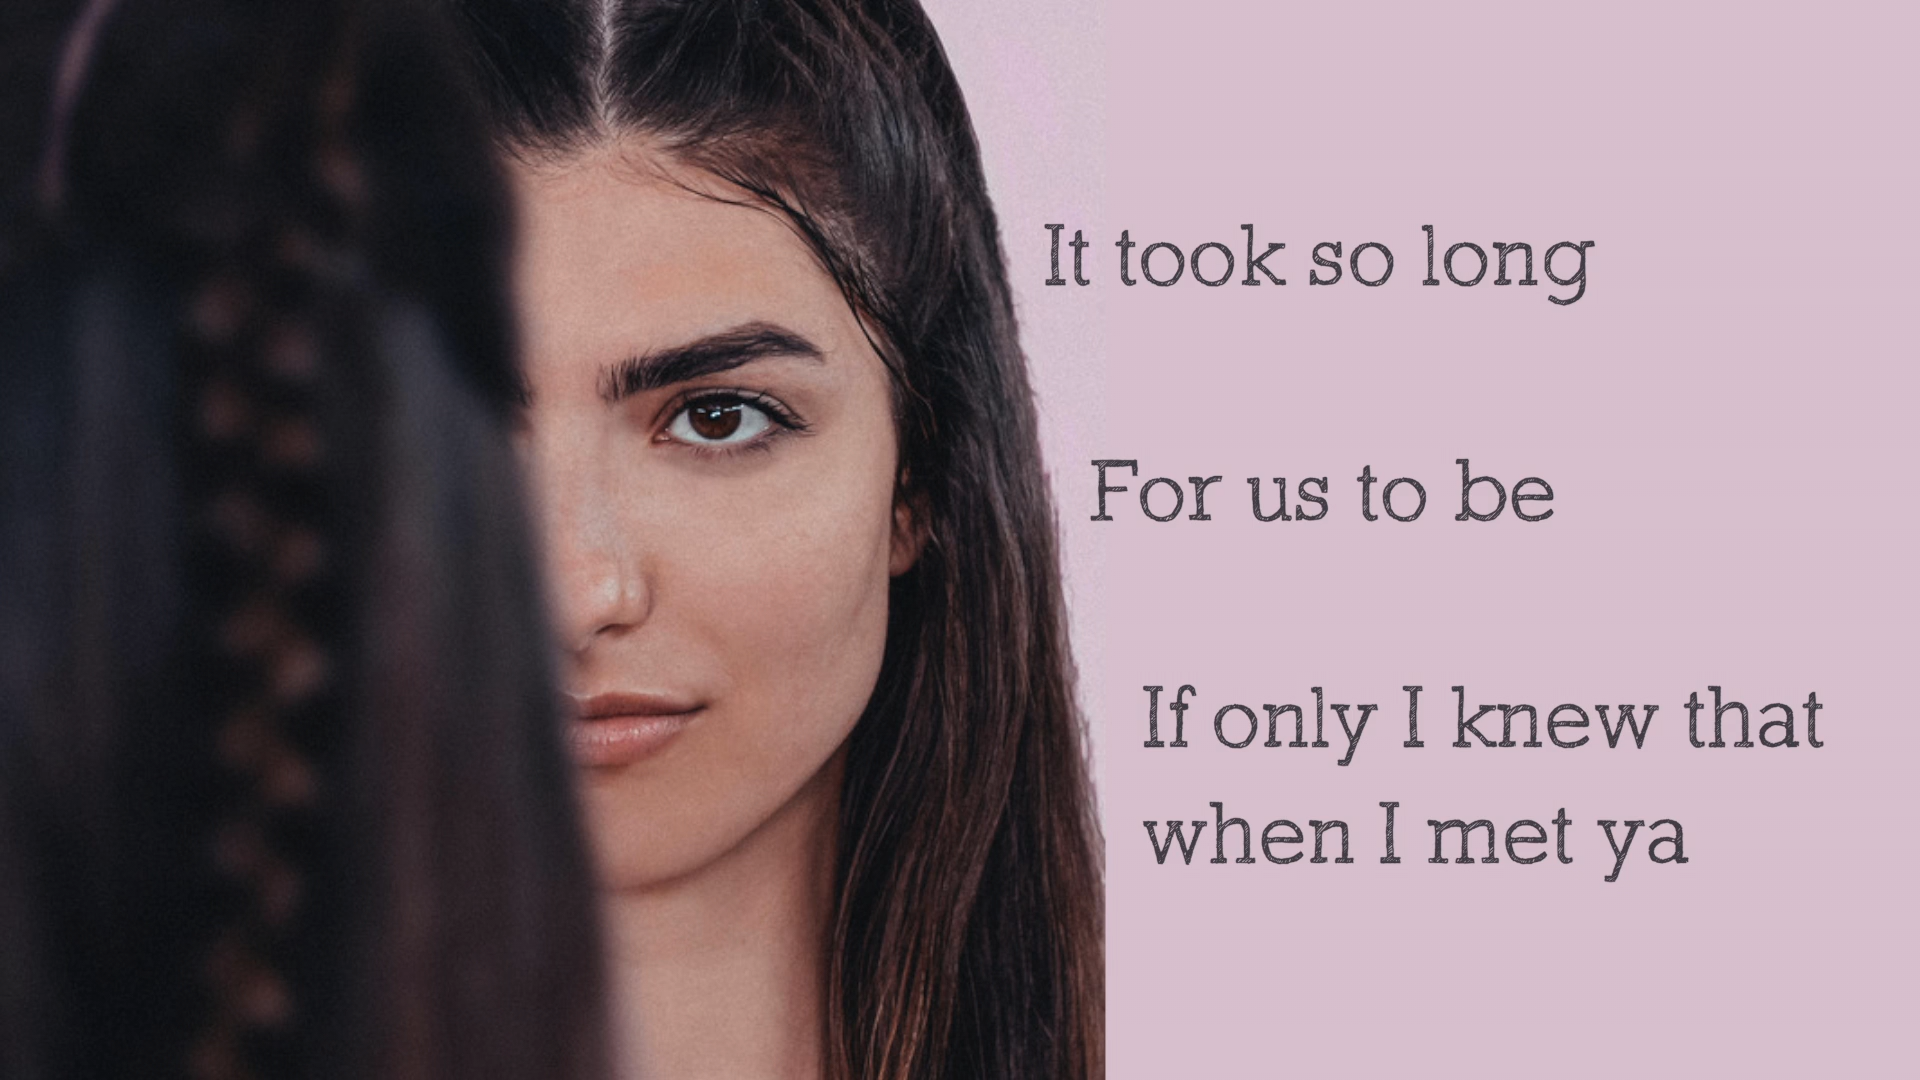 It took so long
For us to be
If only I knew that
when I met ya